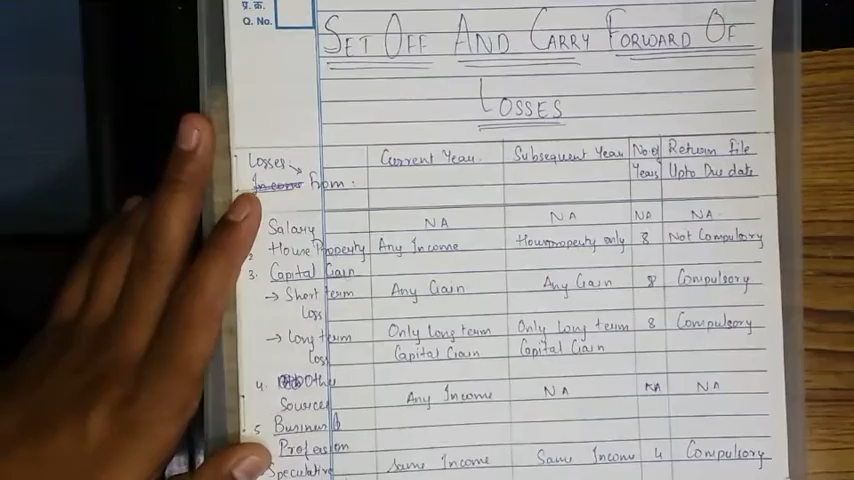 प्र. क्र.
Q. No.
SET OFF AND CARRY FORWARD OF
LOSSES
Losses From: Current Year Subsequent Year No of Years Return File Upto Due date
Salary NA NA NA NA
House Property Any Income House property only 8 Not Compulsory
3. Capital Gain
→ Short term Loss Any Gain Any Gain 8 Compulsory
→ Long term Loss Only long term Capital Gain Only Long term Capital Gain 8 Compulsory
4. Other Sources Any Income NA NA NA
5. Business &
Profession
Speculative Same Income Same Income 4 Compulsory